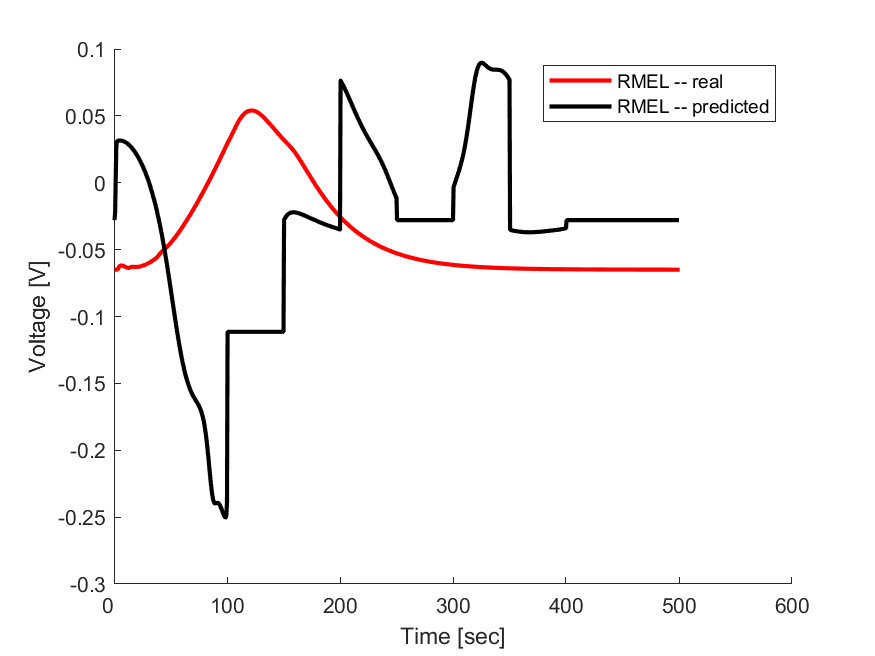 RMEL -- real
RMEL -- predicted
0.1
0.05
0
-0.05
-0.1
-0.15
-0.2
-0.25
-0.3
Voltage [V]
0 100 200 300 400 500 600
Time [sec]